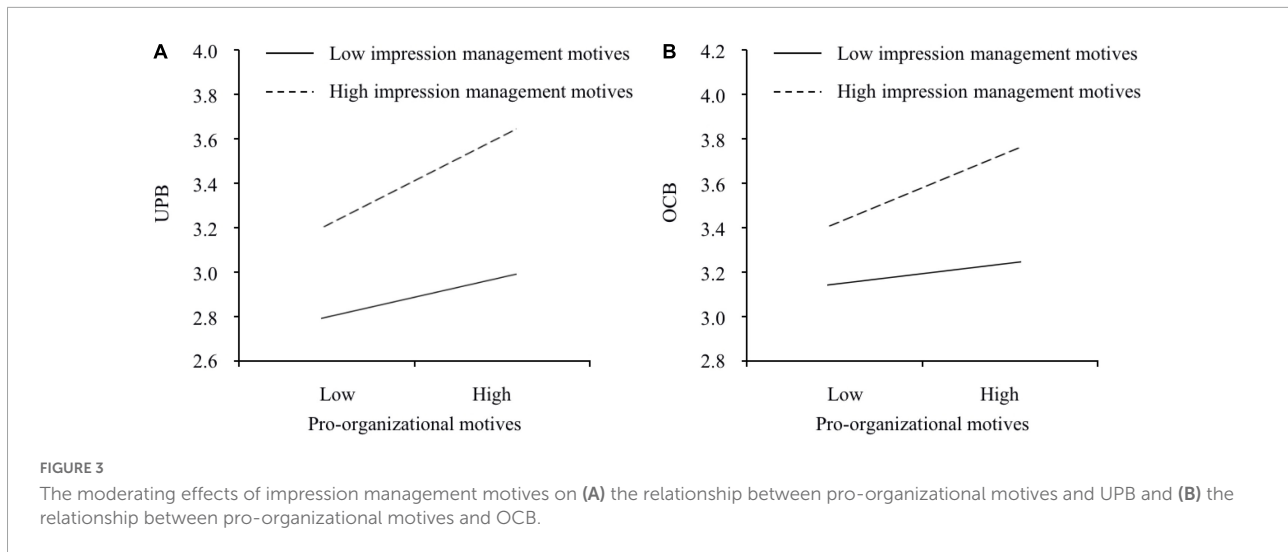 A
4.0
3.8
3.6
3.4
3.2
3.0
2.8
2.6
UPB
Low impression management motives
High impression management motives
Low High
Pro-organizational motives
B
4.2
4.0
3.8
3.6
3.4
3.2
3.0
2.8
OCB
Low impression management motives
High impression management motives
Low High
Pro-organizational motives
FIGURE 3
The moderating effects of impression management motives on (A) the relationship between pro-organizational motives and UPB and (B) the
relationship between pro-organizational motives and OCB.